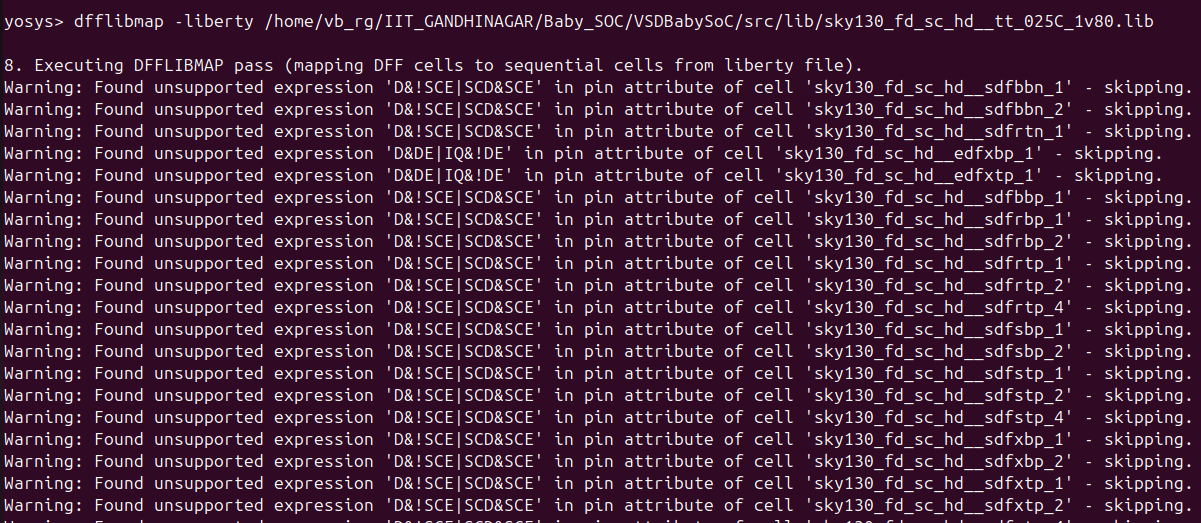 yosys> dfflibmap -liberty /home/vb_rg/IIT_GANDHINAGAR/Baby_SOC/VSDBabySoC/src/lib/sky130_fd_sc_hd__tt_025C_1v80.lib
8. Executing DFFLIBMAP pass (mapping DFF cells to sequential cells from liberty file).
Warning: Found unsupported expression 'D&!SCE|SCD&SCE' in pin attribute of cell 'sky130_fd_sc_hd__sdfbbn_1' - skipping.
Warning: Found unsupported expression 'D&!SCE|SCD&SCE' in pin attribute of cell 'sky130_fd_sc_hd__sdfbbn_2' - skipping.
Warning: Found unsupported expression 'D&!SCE|SCD&SCE' in pin attribute of cell 'sky130_fd_sc_hd__sdfrtn_1' - skipping.
Warning: Found unsupported expression 'D&DE|IQ&!DE' in pin attribute of cell 'sky130_fd_sc_hd__edfxbp_1' - skipping.
Warning: Found unsupported expression 'D&DE|IQ&!DE' in pin attribute of cell 'sky130_fd_sc_hd__edfxtp_1' - skipping.
Warning: Found unsupported expression 'D&!SCE|SCD&SCE' in pin attribute of cell 'sky130_fd_sc_hd__sdfbbp_1' - skipping.
Warning: Found unsupported expression 'D&!SCE|SCD&SCE' in pin attribute of cell 'sky130_fd_sc_hd__sdfrbp_1' - skipping.
Warning: Found unsupported expression 'D&!SCE|SCD&SCE' in pin attribute of cell 'sky130_fd_sc_hd__sdfrbp_2' - skipping.
Warning: Found unsupported expression 'D&!SCE|SCD&SCE' in pin attribute of cell 'sky130_fd_sc_hd__sdfrtp_1' - skipping.
Warning: Found unsupported expression 'D&!SCE|SCD&SCE' in pin attribute of cell 'sky130_fd_sc_hd__sdfrtp_2' - skipping.
Warning: Found unsupported expression 'D&!SCE|SCD&SCE' in pin attribute of cell 'sky130_fd_sc_hd__sdfrtp_4' - skipping.
Warning: Found unsupported expression 'D&!SCE|SCD&SCE' in pin attribute of cell 'sky130_fd_sc_hd__sdfsbp_1' - skipping.
Warning: Found unsupported expression 'D&!SCE|SCD&SCE' in pin attribute of cell 'sky130_fd_sc_hd__sdfsbp_2' - skipping.
Warning: Found unsupported expression 'D&!SCE|SCD&SCE' in pin attribute of cell 'sky130_fd_sc_hd__sdfstp_1' - skipping.
Warning: Found unsupported expression 'D&!SCE|SCD&SCE' in pin attribute of cell 'sky130_fd_sc_hd__sdfstp_2' - skipping.
Warning: Found unsupported expression 'D&!SCE|SCD&SCE' in pin attribute of cell 'sky130_fd_sc_hd__sdfstp_4' - skipping.
Warning: Found unsupported expression 'D&!SCE|SCD&SCE' in pin attribute of cell 'sky130_fd_sc_hd__sdfxbp_1' - skipping.
Warning: Found unsupported expression 'D&!SCE|SCD&SCE' in pin attribute of cell 'sky130_fd_sc_hd__sdfxbp_2' - skipping.
Warning: Found unsupported expression 'D&!SCE|SCD&SCE' in pin attribute of cell 'sky130_fd_sc_hd__sdfxtp_1' - skipping.
Warning: Found unsupported expression 'D&!SCE|SCD&SCE' in pin attribute of cell 'sky130_fd_sc_hd__sdfxtp_2' - skipping.